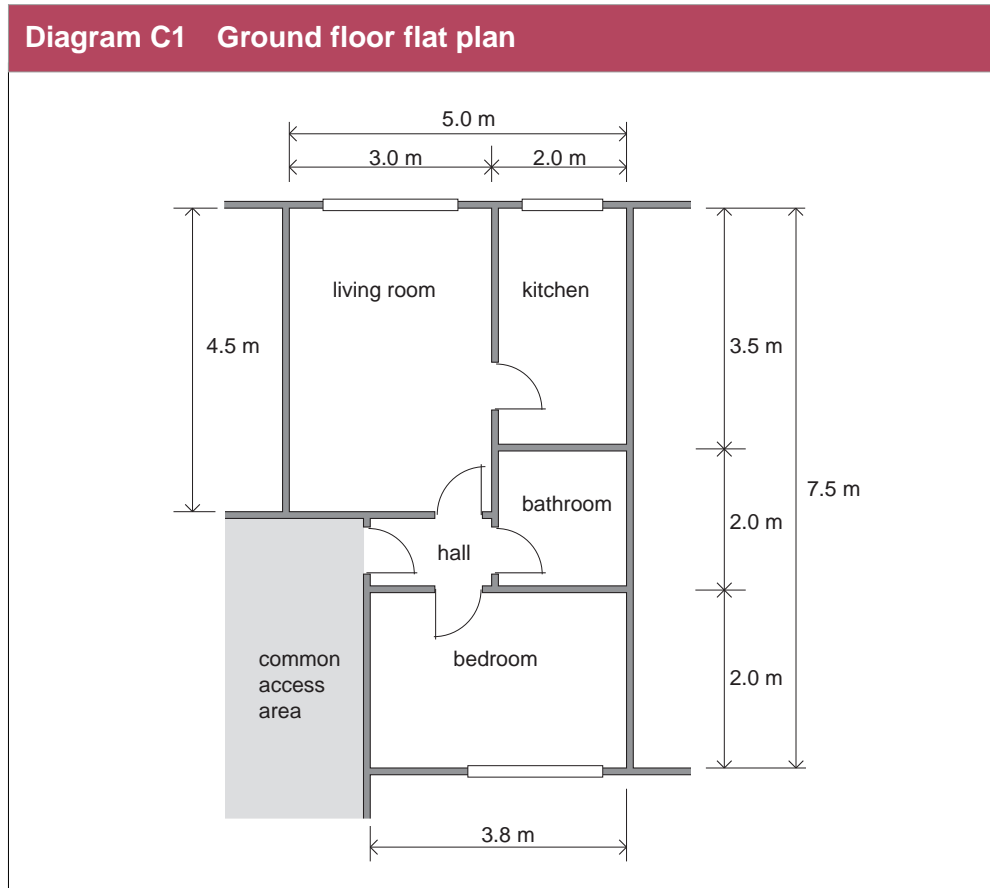 Diagram C1 Ground floor flat plan
5.0 m
3.0 m
2.0 m
living room
kitchen
4.5 m
3.5 m
7.5 m
bathroom
2.0 m
hall
common
access
area
bedroom
2.0 m
3.8 m